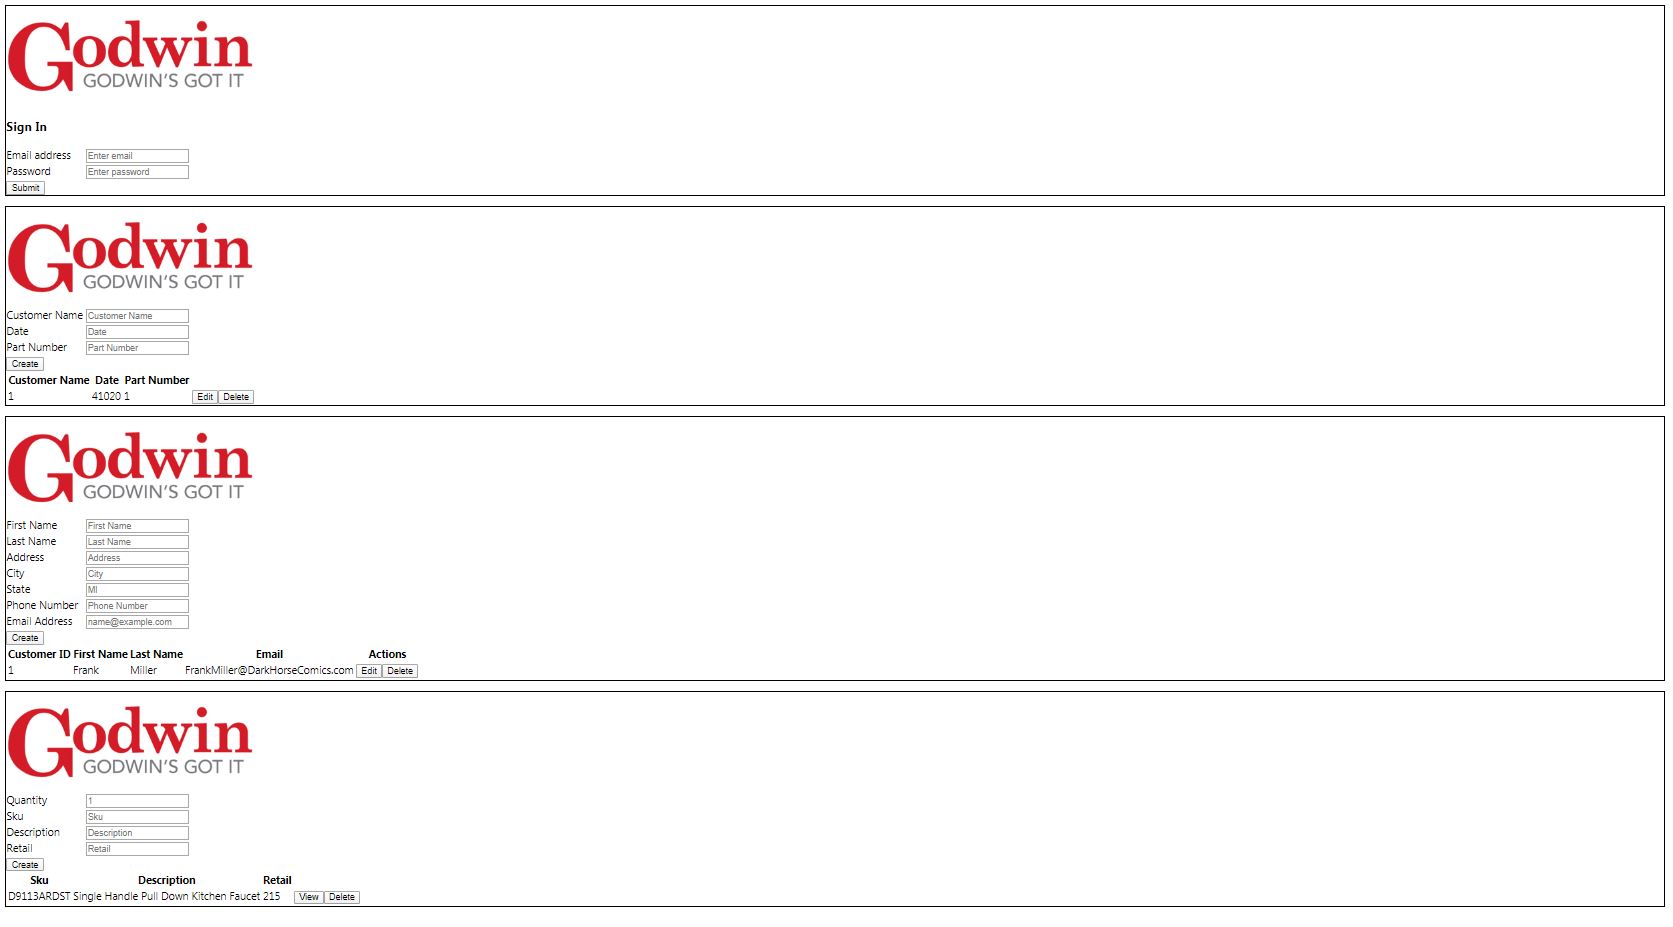 Godwin
GODWIN'S GOT IT
Sign In
Email address Enter email
Password Enter password
Submit
Godwin
GODWIN'S GOT IT
Customer Name Customer Name
Date Date
Part Number Part Number
Create
Customer Name Date Part Number
1 41020 1 Edit Delete
Godwin
GODWIN'S GOT IT
First Name First Name
Last Name Last Name
Address Address
City City
State MI
Phone Number Phone Number
Email Address name@example.com
Create
Customer ID First Name Last Name Email Actions
1 Frank Miller FrankMiller@DarkHorseComics.com Edit Delete
Godwin
GODWIN'S GOT IT
Quantity 1
Sku Sku
Description Description
Retail Retail
Create
Sku Description Retail
D9113ARDST Single Handle Pull Down Kitchen Faucet 215 View Delete